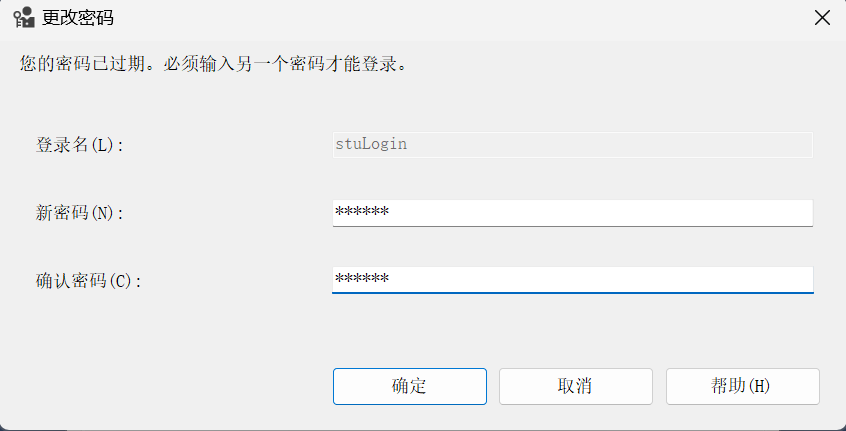 更改密码
您的密码已过期。必须输入另一个密码才能登录。
登录名(L): stuLogin
新密码(N): ******
确认密码(C): ******
确定 取消 帮助(H)